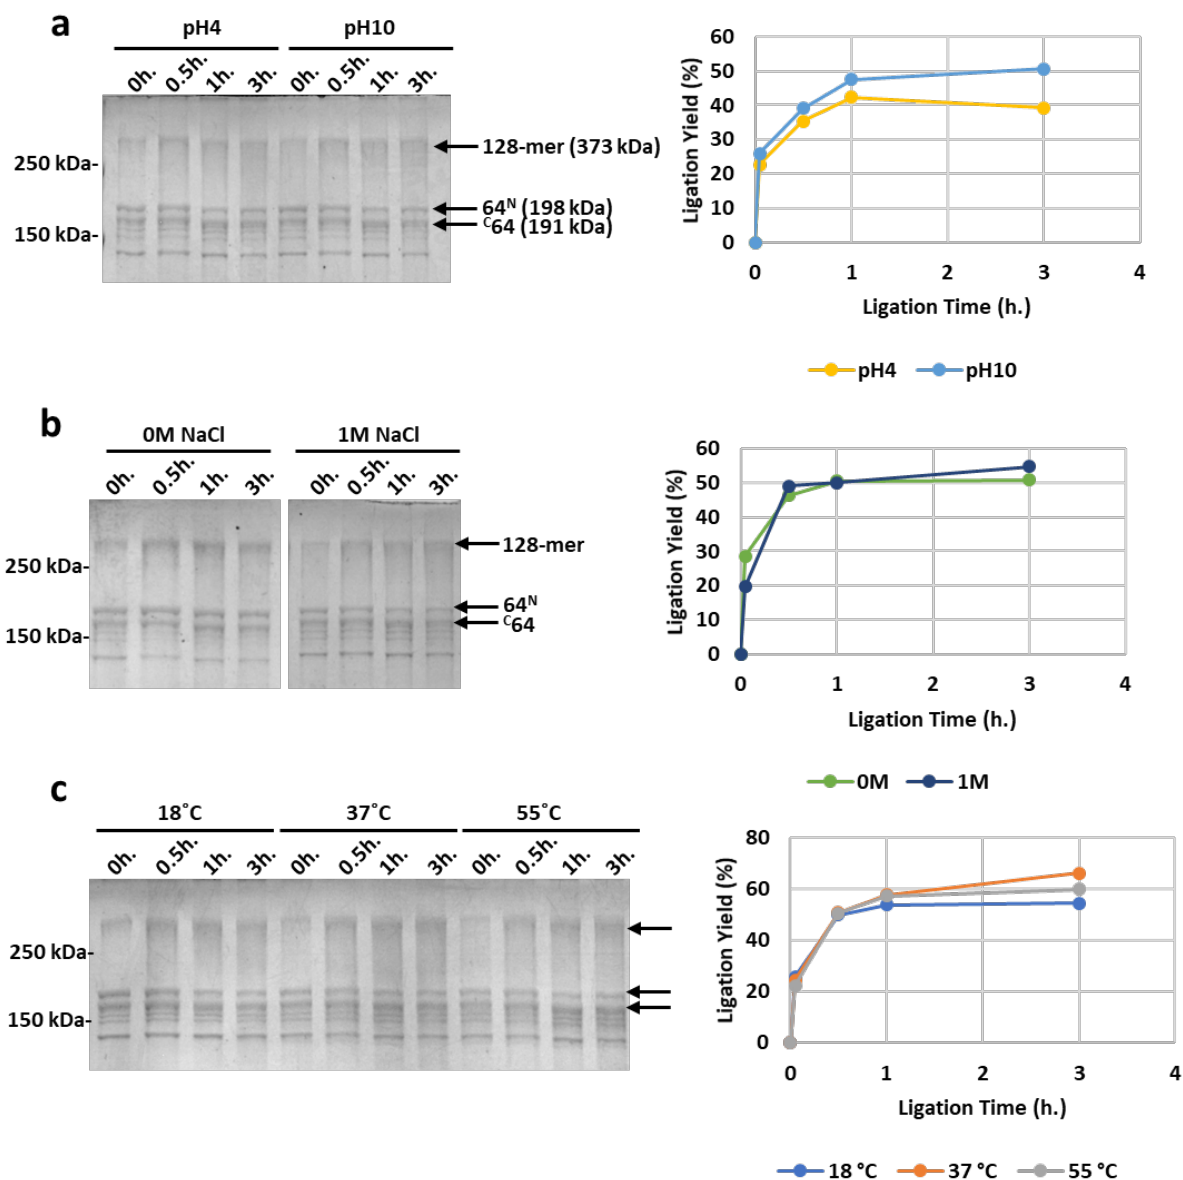 a
pH4 pH10
0h. 0.5h. 1h. 3h. 0h. 0.5h. 1h. 3h.
250 kDa-
150 kDa-
128-mer (373 kDa)
64ᴺ (198 kDa)
ᶜ64 (191 kDa)
Ligation Yield (%)
60
50
40
30
20
10
0
0 1 2 3 4
Ligation Time (h.)
pH4 pH10
b
0M NaCl 1M NaCl
0h. 0.5h. 1h. 3h. 0h. 0.5h. 1h. 3h.
250 kDa-
150 kDa-
128-mer
64ᴺ
ᶜ64
Ligation Yield (%)
60
50
40
30
20
10
0
0 1 2 3 4
Ligation Time (h.)
0M 1M
c
18˚C 37˚C 55˚C
0h. 0.5h. 1h. 3h. 0h. 0.5h. 1h. 3h. 0h. 0.5h. 1h. 3h.
250 kDa-
150 kDa-
Ligation Yield (%)
80
60
40
20
0
0 1 2 3 4
Ligation Time (h.)
18 °C 37 °C 55 °C